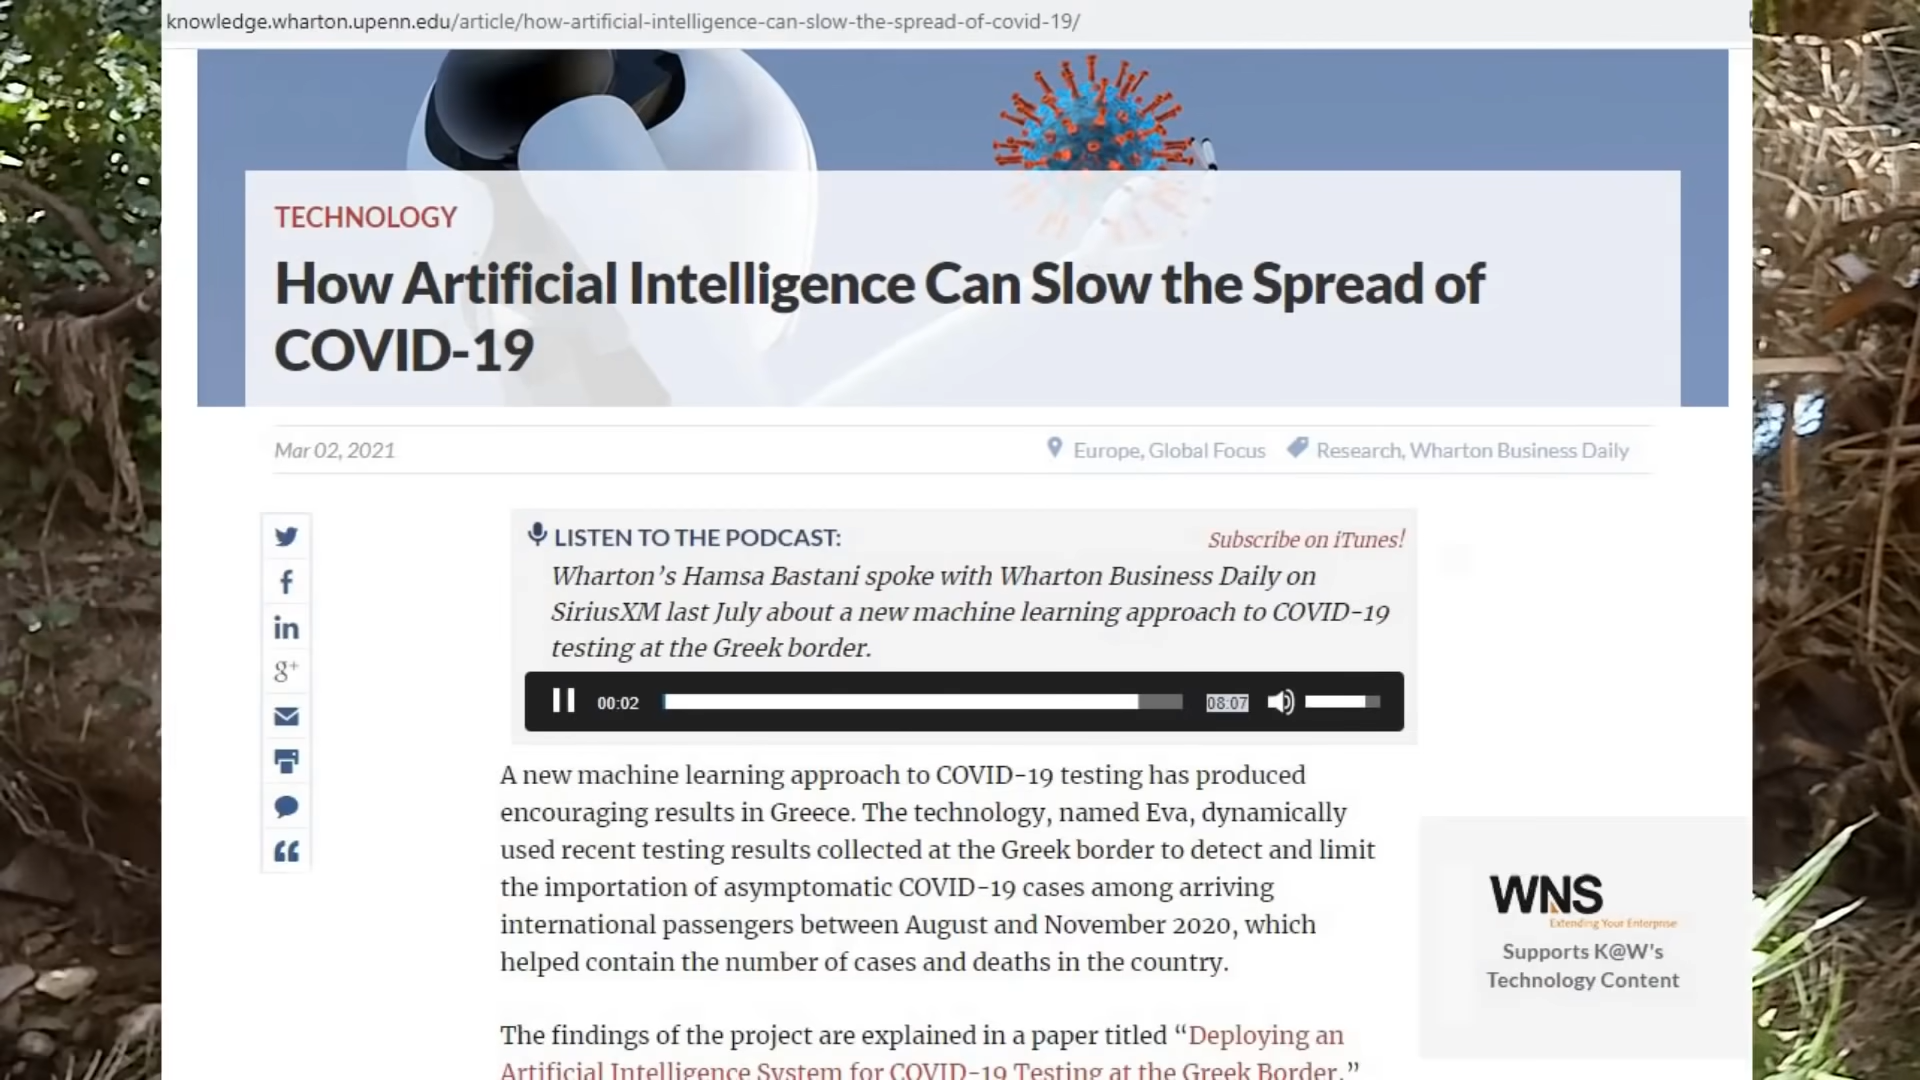 knowledge.wharton.upenn.edu/article/how-artificial-intelligence-can-slow-the-spread-of-covid-19/
TECHNOLOGY
How Artificial Intelligence Can Slow the Spread of
COVID-19
Mar 02, 2021
Europe, Global Focus
Research, Wharton Business Daily
LISTEN TO THE PODCAST:
Subscribe on iTunes!
Wharton’s Hamsa Bastani spoke with Wharton Business Daily on
SiriusXM last July about a new machine learning approach to COVID-19
testing at the Greek border.
00:02
08:07
A new machine learning approach to COVID-19 testing has produced
encouraging results in Greece. The technology, named Eva, dynamically
used recent testing results collected at the Greek border to detect and limit
the importation of asymptomatic COVID-19 cases among arriving
international passengers between August and November 2020, which
helped contain the number of cases and deaths in the country.
WNS
Extending Your Enterprise
Supports K@W's
Technology Content
The findings of the project are explained in a paper titled “Deploying an
Artificial Intelligence System for COVID-19 Testing at the Greek Border.”